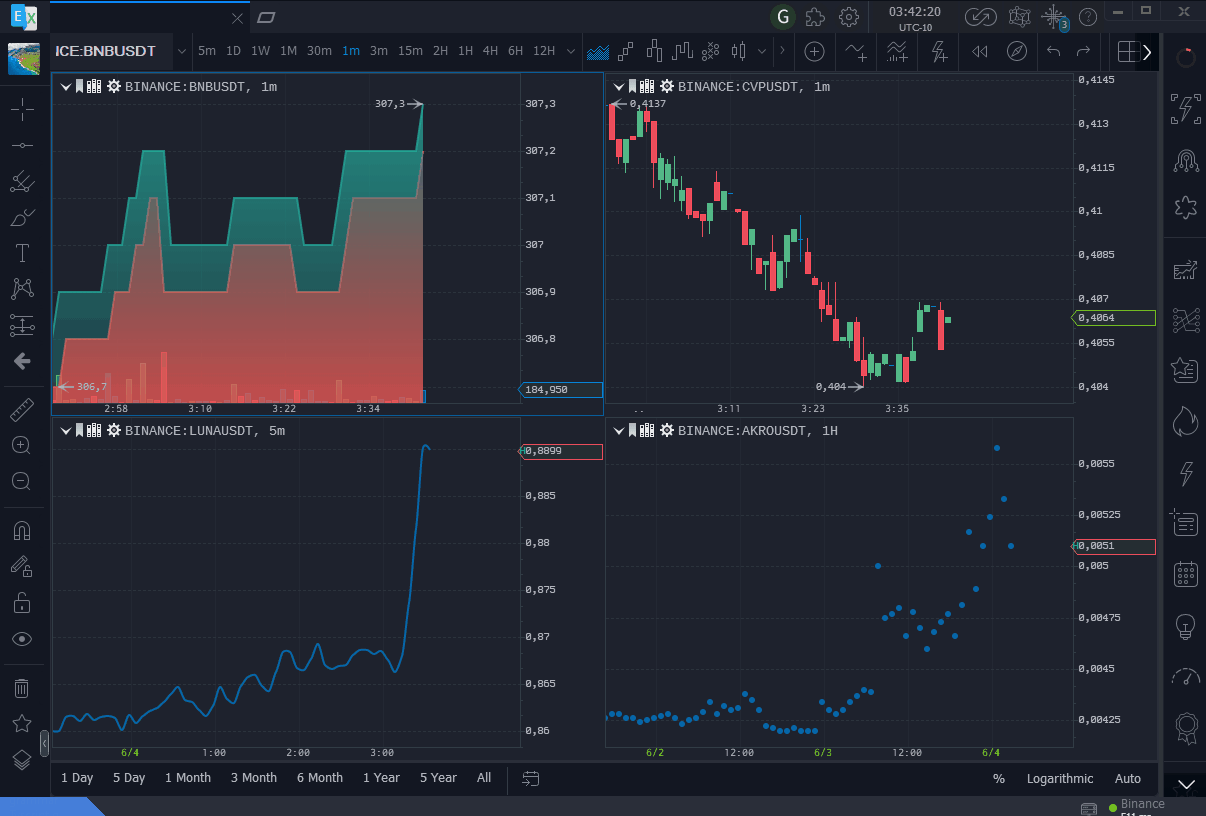 EX
G
03:42:20
UTC-10
3
ICE:BNBUSDT
5m 1D 1W 1M 30m 1m 3m 15m 2H 1H 4H 6H 12H
BINANCE:BNBUSDT, 1m
307,3
307,3
307,2
307,1
307
306,9
306,8
306,7
184,950
2:58 3:10 3:22 3:34
BINANCE:CVPUSDT, 1m
0,4137
0,4145
0,413
0,4115
0,41
0,4085
0,407
0,4064
0,4055
0,404
0,404
3:11 3:23 3:35
BINANCE:LUNAUSDT, 5m
0,8899
0,885
0,88
0,875
0,87
0,865
0,86
6/4 1:00 2:00 3:00
BINANCE:AKROUSDT, 1H
0,0055
0,00525
0,0051
0,005
0,00475
0,0045
0,00425
6/2 12:00 6/3 12:00 6/4
1 Day 5 Day 1 Month 3 Month 6 Month 1 Year 5 Year All
% Logarithmic Auto
Binance